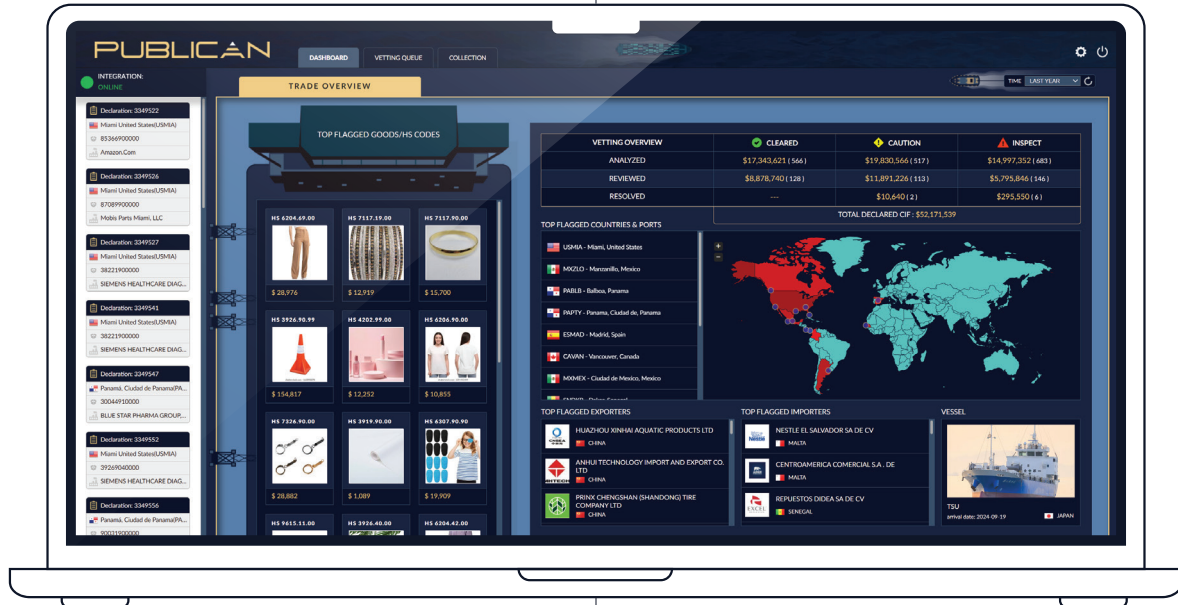 PUBLICAN
DASHBOARD
VETTING QUEUE
COLLECTION
INTEGRATION:
ONLINE
TRADE OVERVIEW
TIME
LAST YEAR
Declaration: 3349522
Miami United States(USMIA)
85366900000
Amazon.Com
Declaration: 3349526
Miami United States(USMIA)
87089900000
Mobis Parts Miami, LLC
Declaration: 3349527
Miami United States(USMIA)
38221900000
SIEMENS HEALTHCARE DIAG...
Declaration: 3349541
Miami United States(USMIA)
38221900000
SIEMENS HEALTHCARE DIAG...
Declaration: 3349547
Panamá, Ciudad de Panama(PA...
30044910000
BLUE STAR PHARMA GROUP,...
Declaration: 3349552
Miami United States(USMIA)
39269040000
SIEMENS HEALTHCARE DIAG...
Declaration: 3349556
Panamá, Ciudad de Panama(PA...
90031900000
TOP FLAGGED GOODS/HS CODES
HS 6204.69.00
HS 7117.19.00
HS 7117.90.00
$ 28,976
$ 12,919
$ 15,700
HS 3926.90.99
HS 4202.99.00
HS 6206.90.00
$ 154,817
$ 12,252
$ 10,855
HS 7326.90.00
HS 3919.90.00
HS 6307.90.90
$ 28,882
$ 1,089
$ 19,909
HS 9615.11.00
HS 3926.40.00
HS 6204.42.00
VETTING OVERVIEW
CLEARED
CAUTION
INSPECT
ANALYZED
$17,343,621 ( 566 )
$19,830,566 ( 517 )
$14,997,352 ( 683 )
REVIEWED
$8,878,740 ( 128 )
$11,891,226 ( 113 )
$5,795,846 ( 146 )
RESOLVED
---
$10,640 ( 2 )
$295,550 ( 6 )
TOTAL DECLARED CIF : $52,171,539
TOP FLAGGED COUNTRIES & PORTS
USMIA - Miami, United States
MXZLO - Manzanillo, Mexico
PABLB - Balboa, Panama
PAPTY - Panama, Ciudad de, Panama
ESMAD - Madrid, Spain
CAVAN - Vancouver, Canada
MXMEX - Ciudad de Mexico, Mexico
+
−
TOP FLAGGED EXPORTERS
HUAZHOU XINHAI AQUATIC PRODUCTS LTD
CHINA
ANHUI TECHNOLOGY IMPORT AND EXPORT CO. LTD
CHINA
PRINX CHENGSHAN (SHANDONG) TIRE COMPANY LTD
CHINA
TOP FLAGGED IMPORTERS
Nestlé
NESTLE EL SALVADOR SA DE CV
MALTA
CENTROAMERICA COMERCIAL S.A . DE
MALTA
EXCEL
REPUESTOS DIDEA SA DE CV
SENEGAL
VESSEL
TSU
arrival date: 2024-09-19
JAPAN